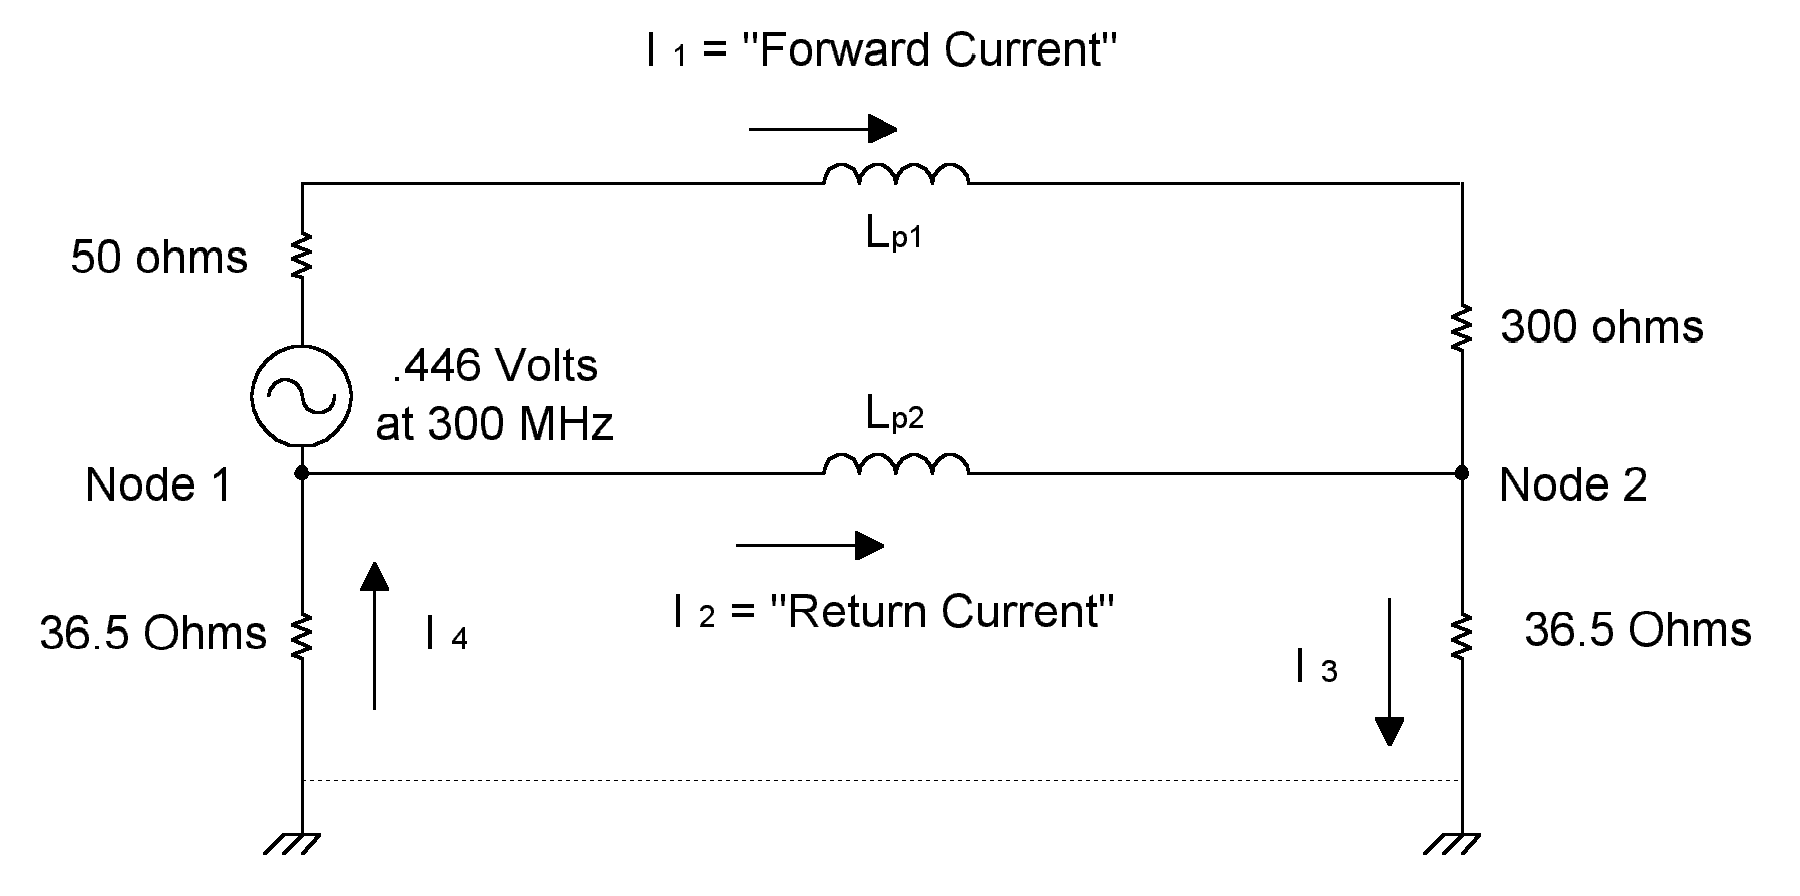 I 1 = "Forward Current"
Lp1
50 ohms
300 ohms
.446 Volts
at 300 MHz
Lp2
Node 1
Node 2
I 2 = "Return Current"
36.5 Ohms
I 4
I 3
36.5 Ohms